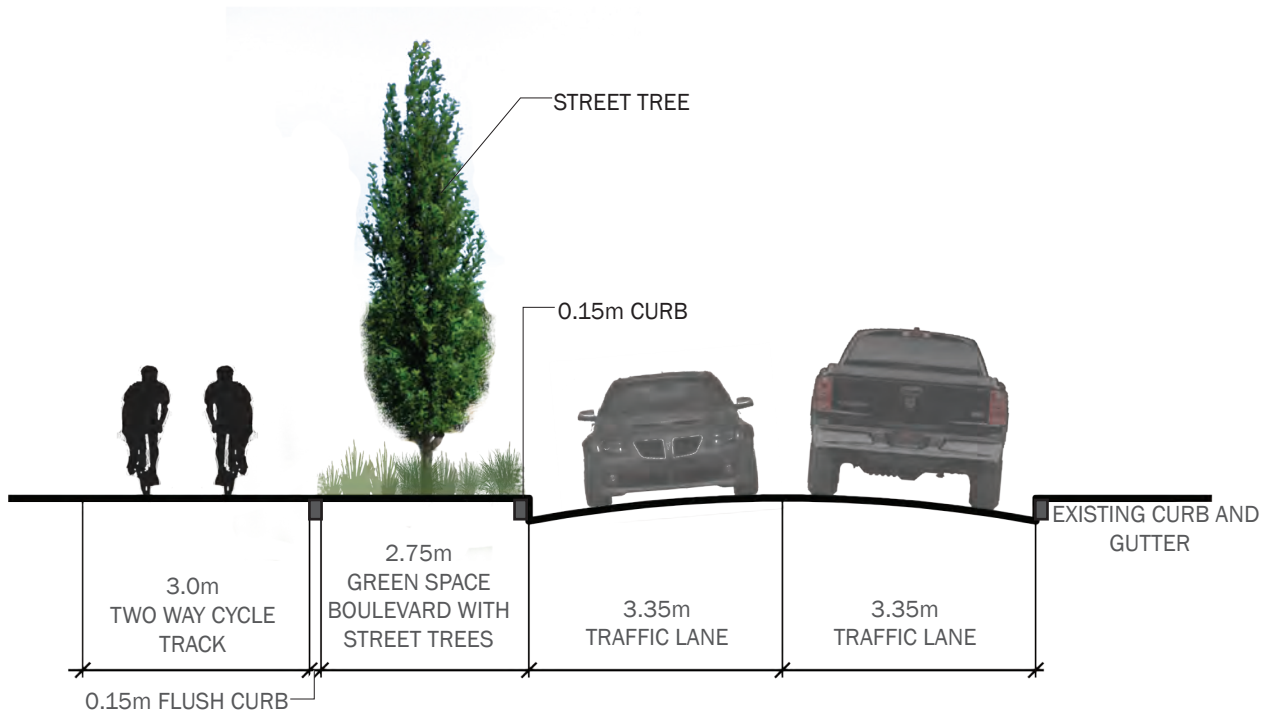 STREET TREE
0.15m CURB
EXISTING CURB AND
GUTTER
3.0m
TWO WAY CYCLE
TRACK
2.75m
GREEN SPACE
BOULEVARD WITH
STREET TREES
3.35m
TRAFFIC LANE
3.35m
TRAFFIC LANE
0.15m FLUSH CURB